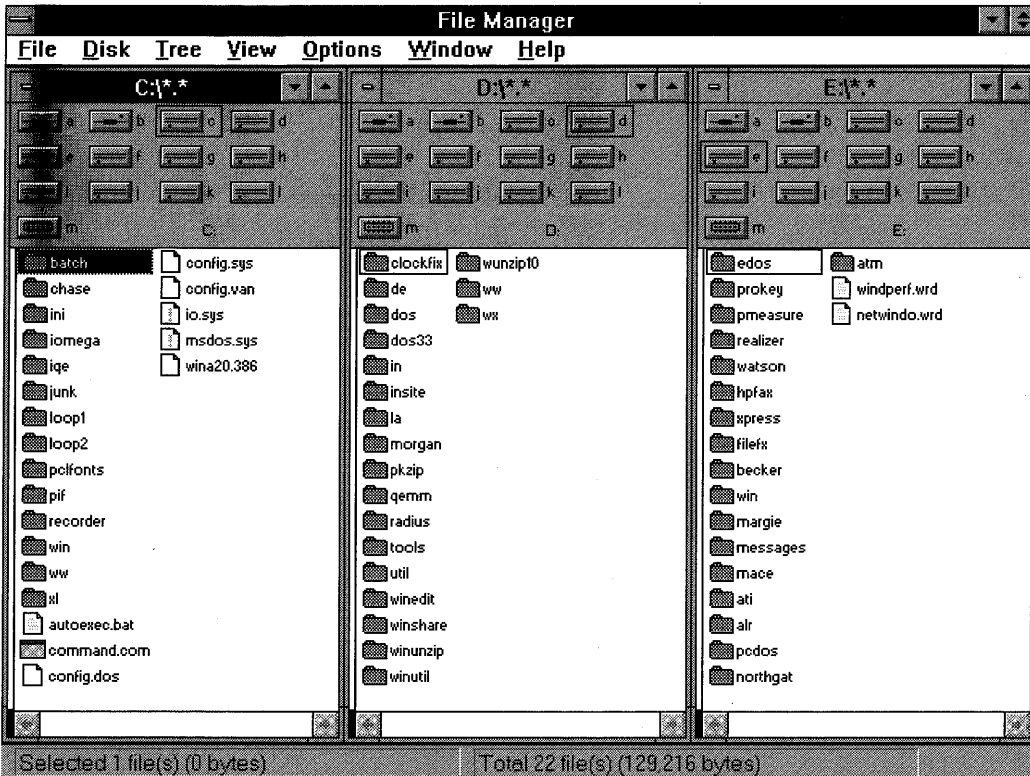 File Manager
File Disk Tree View Options Window Help
C:\*.*
a b c d
e f g h
i j k l
m C:
batch
chase
ini
iomega
iqe
junk
loop1
loop2
pclfonts
pif
recorder
win
ww
xl
autoexec.bat
command.com
config.dos
config.sys
config.van
io.sys
msdos.sys
wina20.386
D:\*.*
a b c d
e f g h
i j k l
m D:
clockfix
de
dos
dos33
in
insite
la
morgan
pkzip
qemm
radius
tools
util
winedit
winshare
winunzip
winutil
wunzip10
ww
wx
E:\*.*
a b c d
e f g h
i j k l
m E:
edos
prokey
pmeasure
realizer
watson
hpfax
xpress
filefx
becker
win
margie
messages
mace
ati
alr
pcdos
northgat
atm
windperf.wrd
netwindo.wrd
Selected 1 file(s) (0 bytes)
Total 22 file(s) (129,216 bytes)